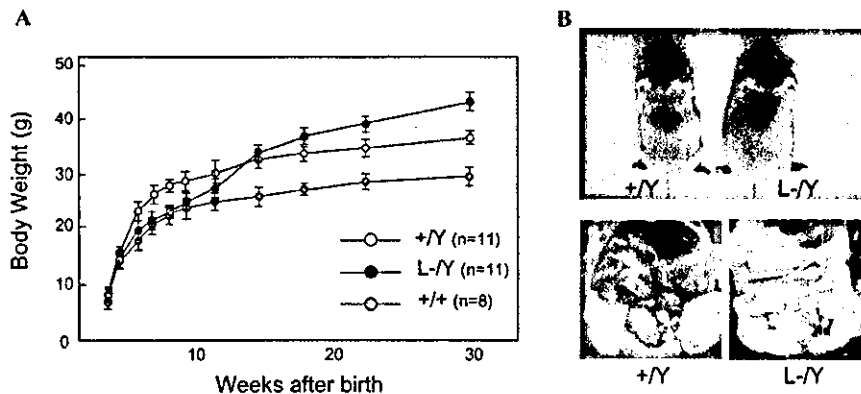 A
Body Weight (g)
50
40
30
20
10
0
+/Y (n=11)
L-/Y (n=11)
+/+ (n=8)
10
20
30
Weeks after birth
B
+/Y
L-/Y
+/Y
L-/Y